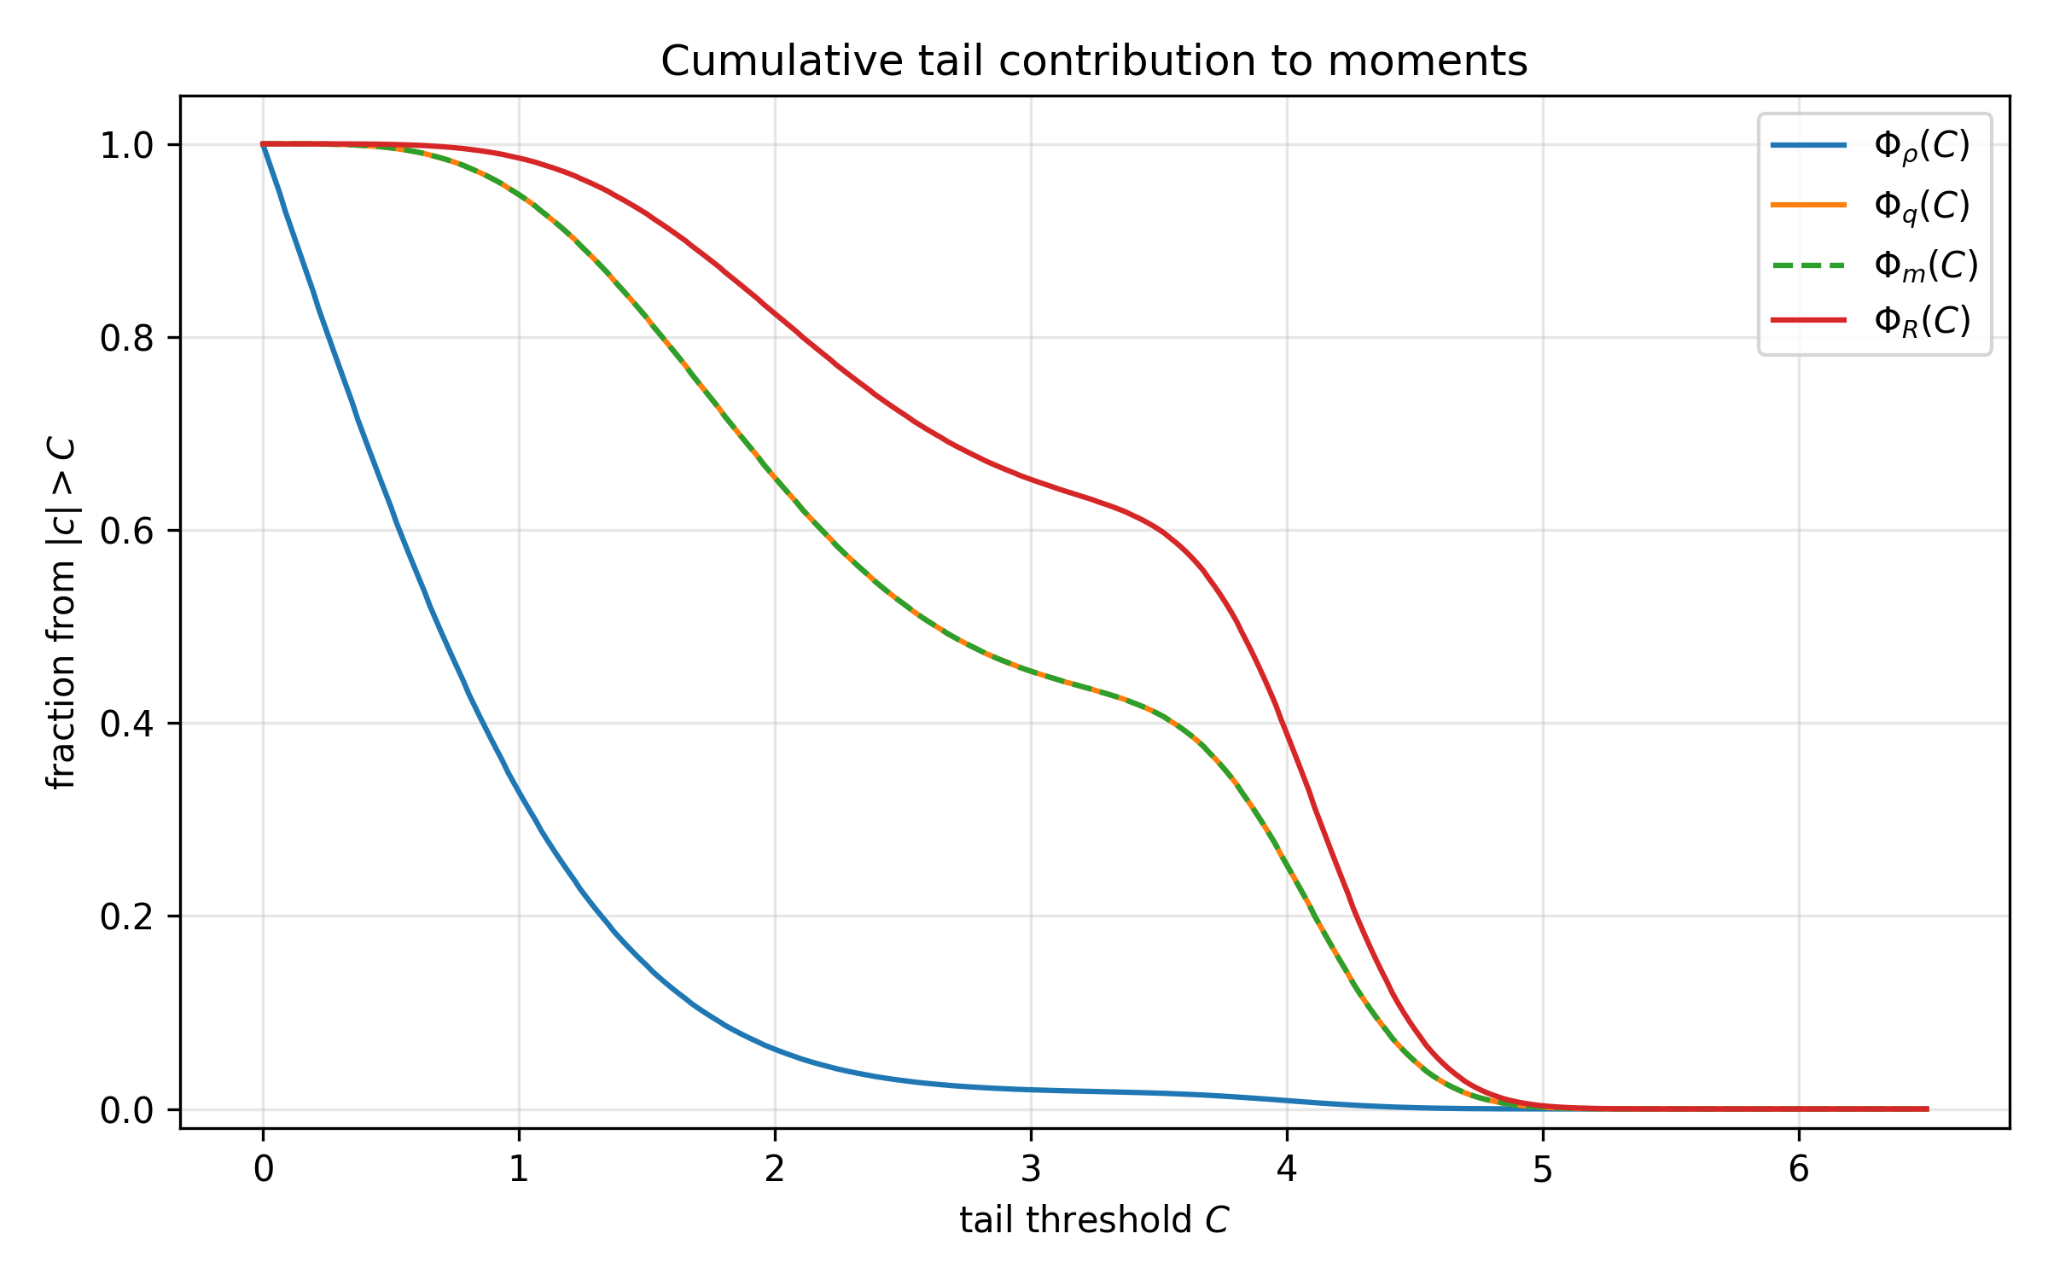 Cumulative tail contribution to moments
fraction from |c| > C
1.0
0.8
0.6
0.4
0.2
0.0
0 1 2 3 4 5 6
tail threshold C
Φρ(C)
Φq(C)
Φm(C)
ΦR(C)